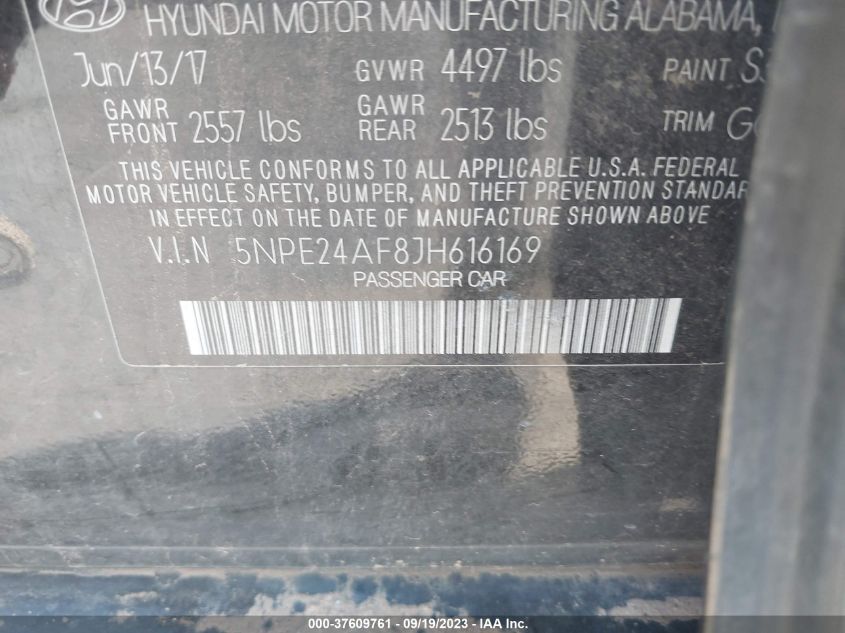 HYUNDAI MOTOR MANUFACTURING ALABAMA,
Jun/13/17 GVWR 4497 lbs PAINT
GAWR FRONT 2557 lbs GAWR REAR 2513 lbs TRIM
THIS VEHICLE CONFORMS TO ALL APPLICABLE U.S.A. FEDERAL
MOTOR VEHICLE SAFETY, BUMPER, AND THEFT PREVENTION STANDAR
IN EFFECT ON THE DATE OF MANUFACTURE SHOWN ABOVE
V.I.N 5NPE24AF8JH616169
PASSENGER CAR
000-37609761 - 09/19/2023 - IAAI.COM